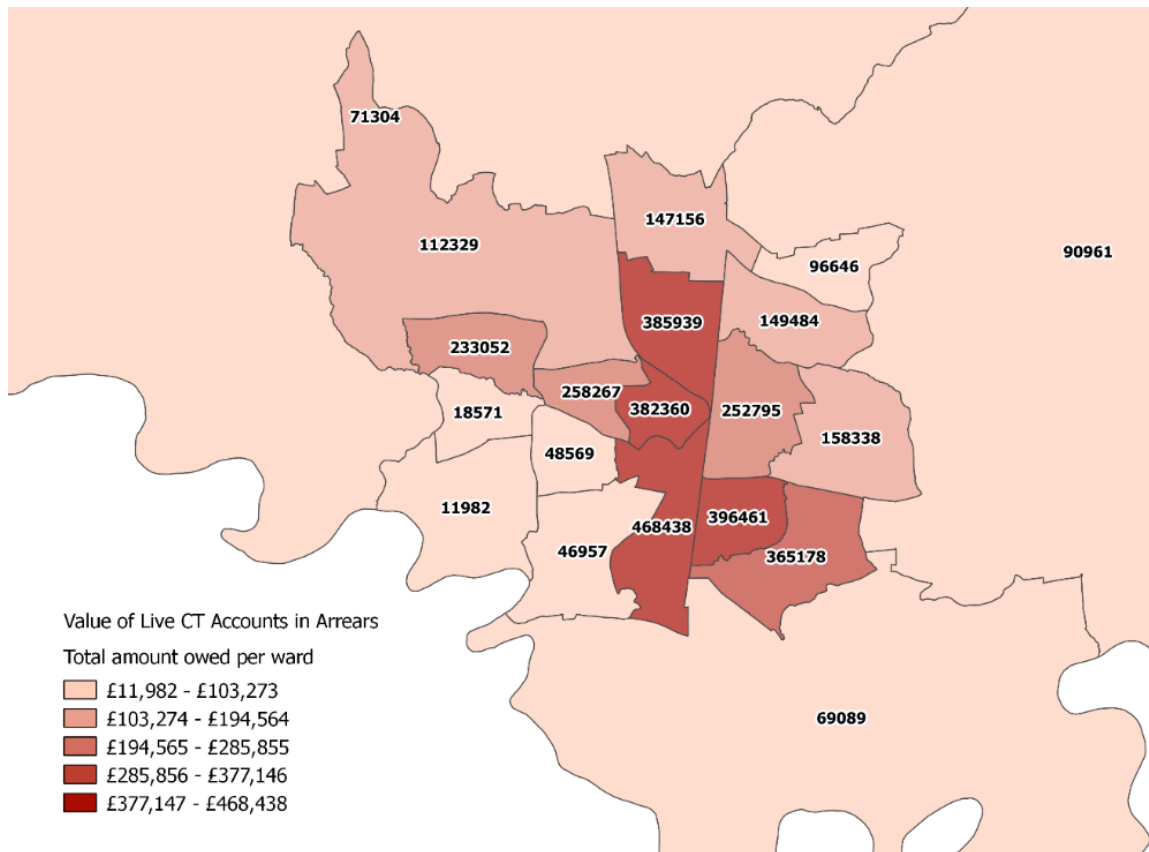 71304
147156
112329
96646
90961
385939
149484
233052
258267
382360
252795
18571
158338
48569
11982
468438
396461
46957
365178
Value of Live CT Accounts in Arrears
Total amount owed per ward
£11,982 - £103,273
£103,274 - £194,564
£194,565 - £285,855
£285,856 - £377,146
£377,147 - £468,438
69089